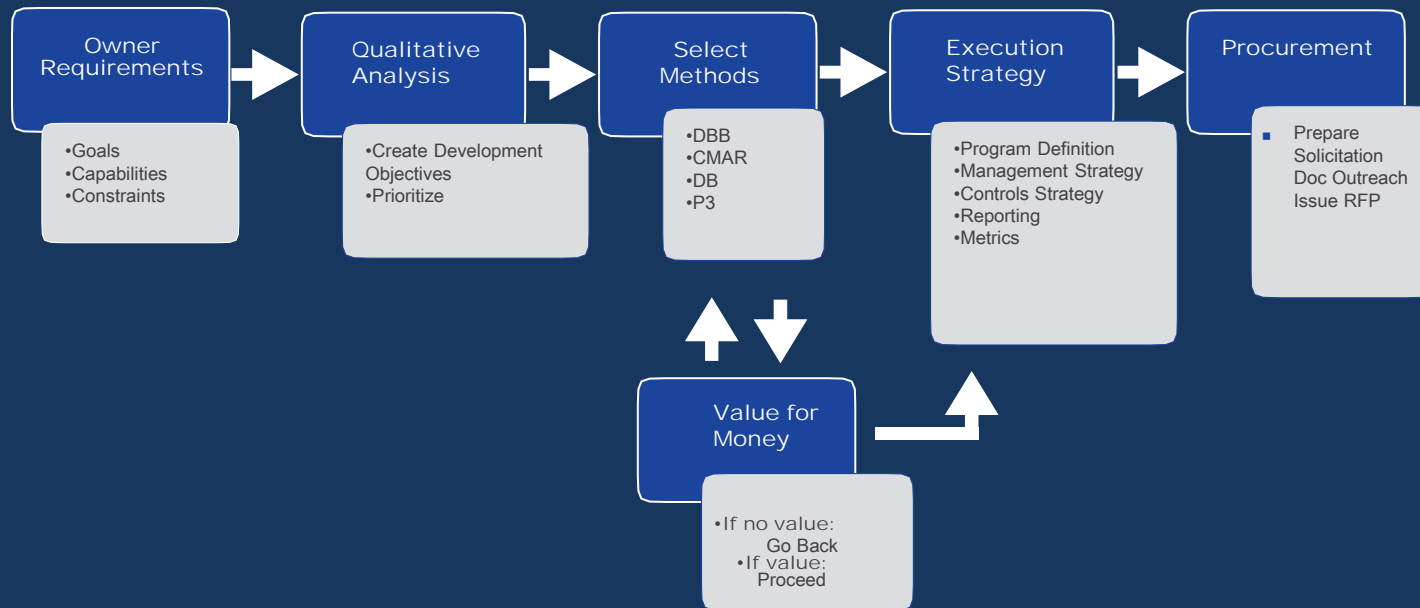 Owner
Requirements
•Goals
•Capabilities
•Constraints
Qualitative
Analysis
•Create Development
Objectives
•Prioritize
Select
Methods
•DBB
•CMAR
•DB
•P3
Execution
Strategy
•Program Definition
•Management Strategy
•Controls Strategy
•Reporting
•Metrics
Procurement
▪ Prepare
Solicitation
Doc Outreach
Issue RFP
Value for
Money
•If no value:
Go Back
•If value:
Proceed